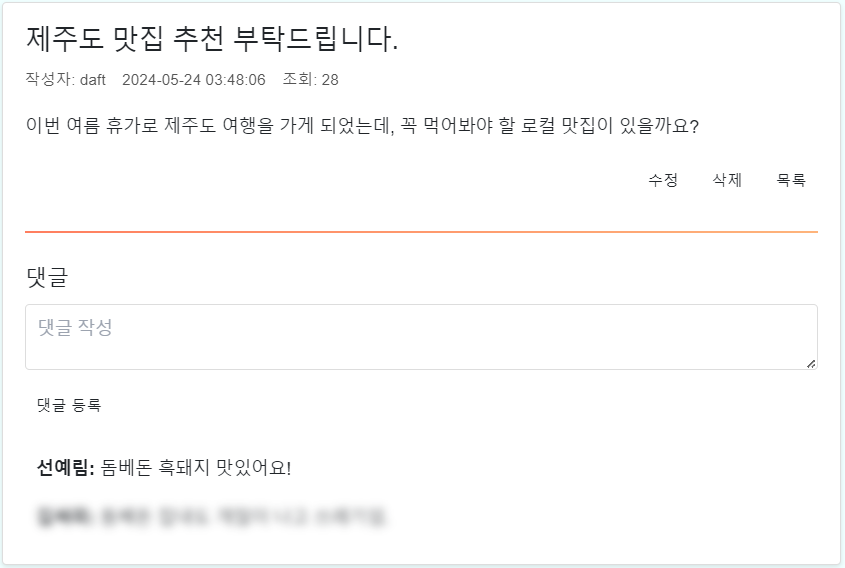 제주도 맛집 추천 부탁드립니다.
작성자: daft 2024-05-24 03:48:06 조회: 28
이번 여름 휴가로 제주도 여행을 가게 되었는데, 꼭 먹어봐야 할 로컬 맛집이 있을까요?
수정 삭제 목록
댓글
댓글 작성
댓글 등록
선예림: 돔베돈 흑돼지 맛있어요!